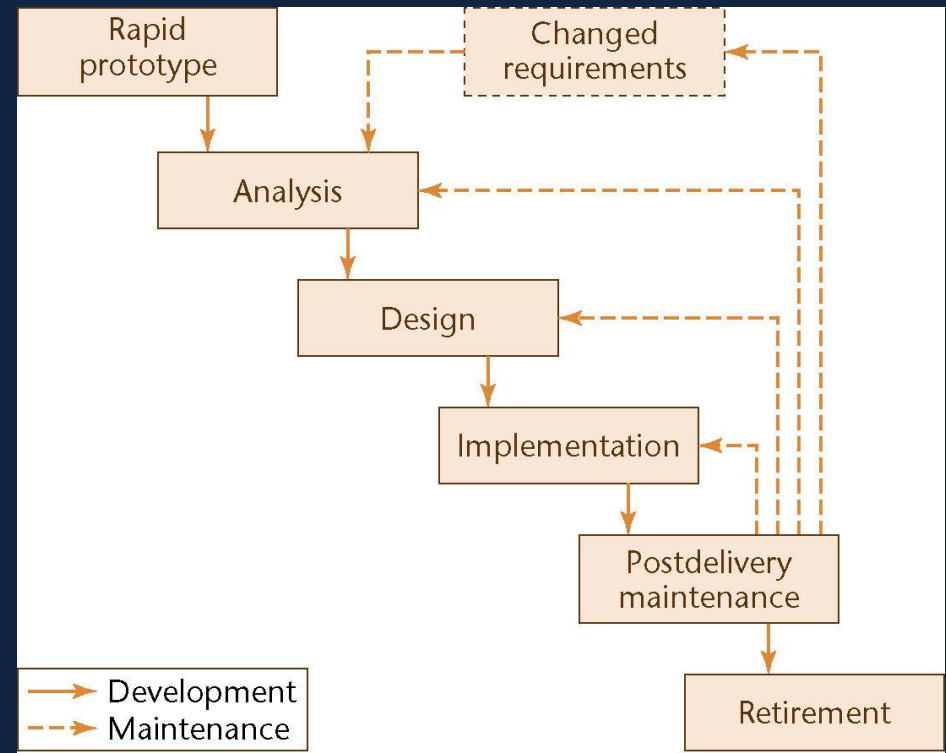 Rapid
prototype
Changed
requirements
Analysis
Design
Implementation
Postdelivery
maintenance
Retirement
Development
Maintenance